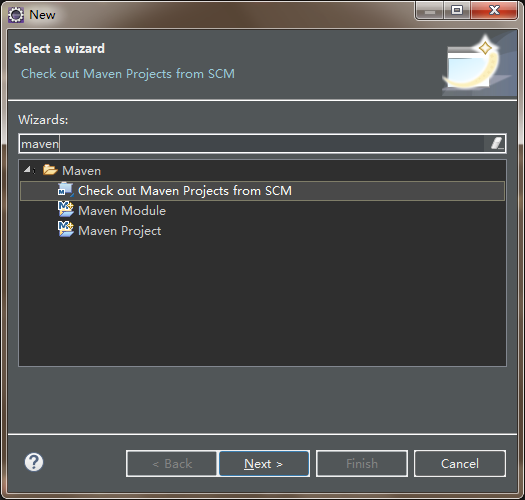 New
Select a wizard
Check out Maven Projects from SCM
Wizards:
maven
Maven
Check out Maven Projects from SCM
Maven Module
Maven Project
?
< Back
Next >
Finish
Cancel